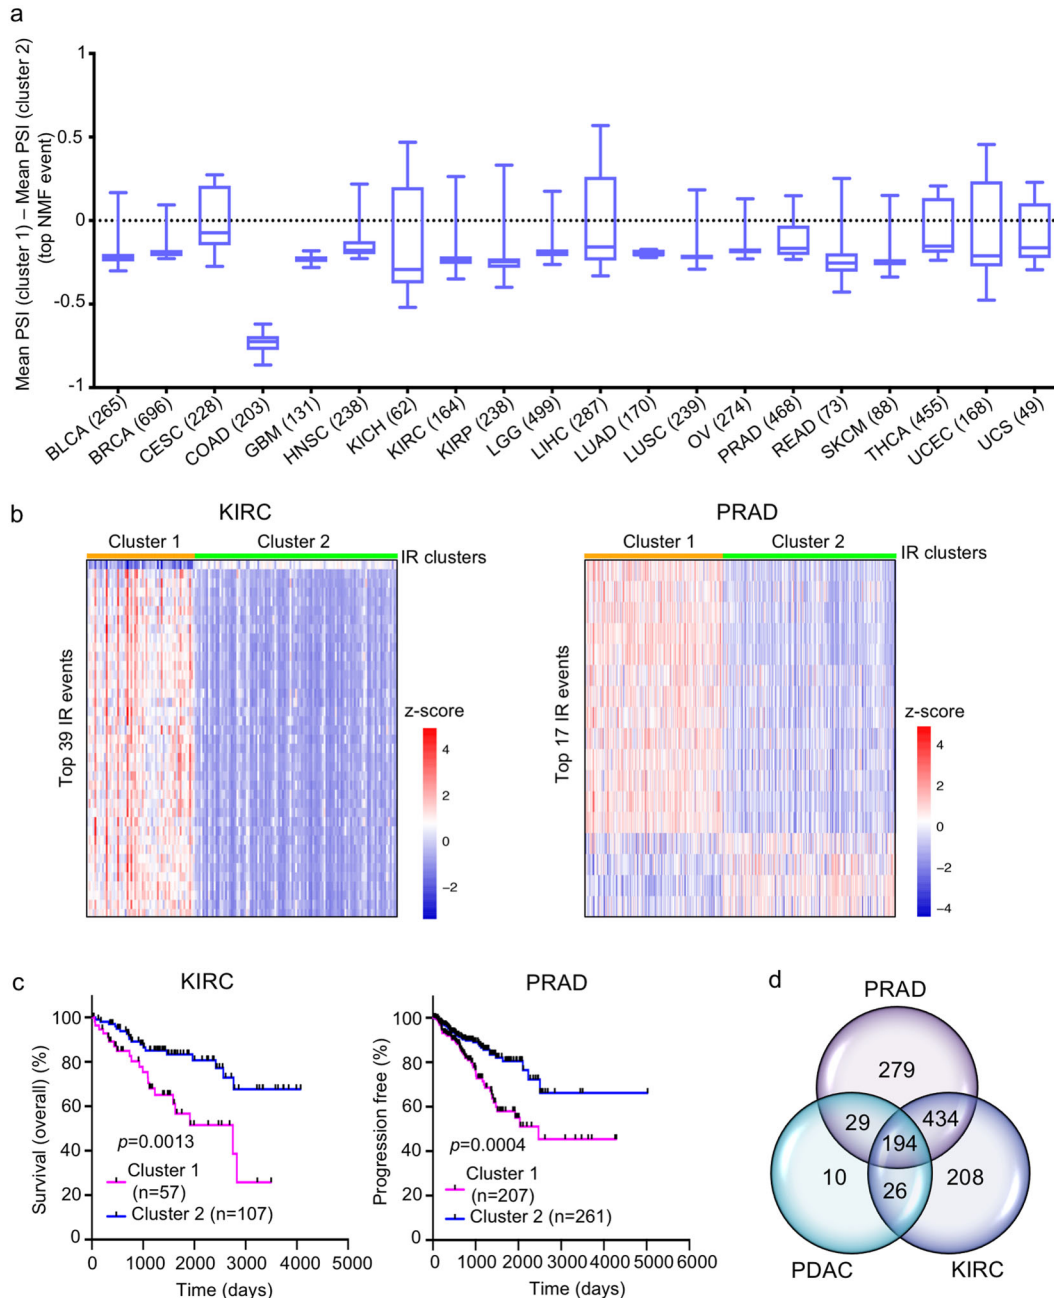 a
Mean PSI (cluster 1) – Mean PSI (cluster 2)
(top NMF event)
1
0.5
0
-0.5
-1
BLCA (265)
BRCA (696)
CESC (228)
COAD (203)
GBM (131)
HNSC (238)
KICH (62)
KIRC (164)
KIRP (238)
LGG (499)
LIHC (287)
LUAD (170)
LUSC (239)
OV (274)
PRAD (468)
READ (73)
SKCM (88)
THCA (455)
UCEC (168)
UCS (49)
b
KIRC
Cluster 1
Cluster 2
IR clusters
Top 39 IR events
z-score
4
2
0
−2
PRAD
Cluster 1
Cluster 2
IR clusters
Top 17 IR events
z-score
4
2
0
−2
−4
c
KIRC
Survival (overall) (%)
100
80
60
40
20
0
p=0.0013
Cluster 1
(n=57)
Cluster 2 (n=107)
0 1000 2000 3000 4000 5000
Time (days)
PRAD
Progression free (%)
100
80
60
40
20
0
p=0.0004
Cluster 1
(n=207)
Cluster 2 (n=261)
0 1000 2000 3000 4000 5000 6000
Time (days)
d
PRAD
279
29
434
194
10
26
208
PDAC
KIRC